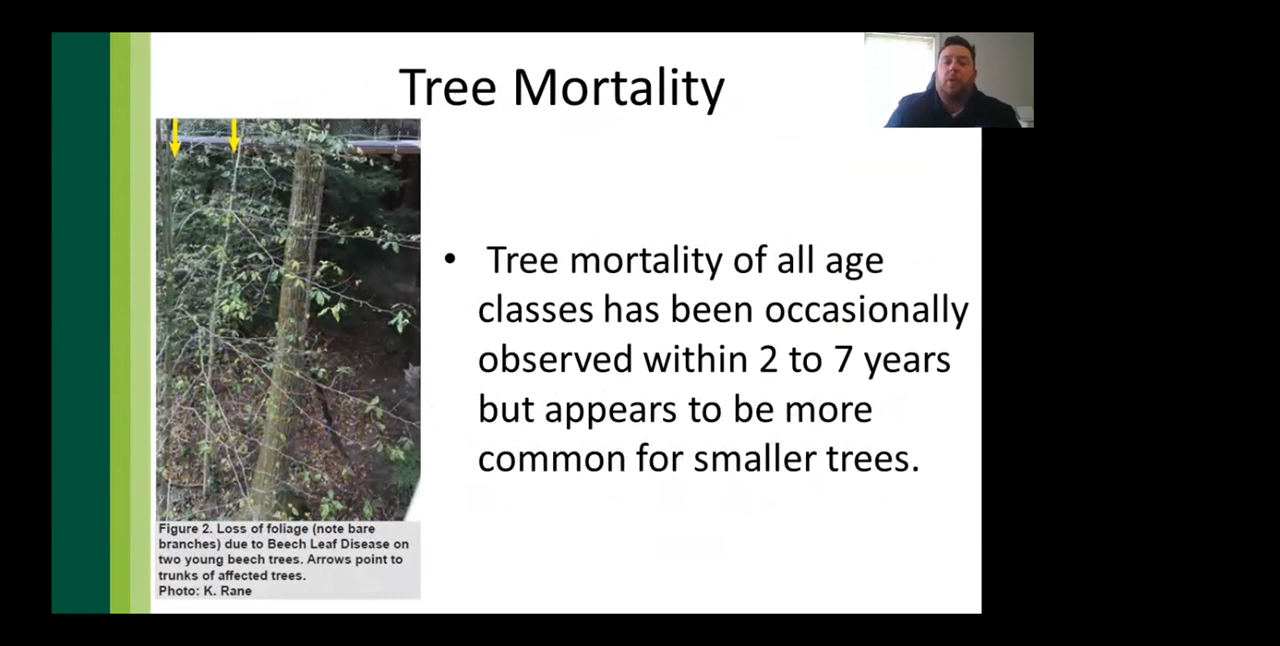 Tree Mortality
• Tree mortality of all age
classes has been occasionally
observed within 2 to 7 years
but appears to be more
common for smaller trees.
Figure 2. Loss of foliage (note bare
branches) due to Beech Leaf Disease on
two young beech trees. Arrows point to
trunks of affected trees.
Photo: K. Rane